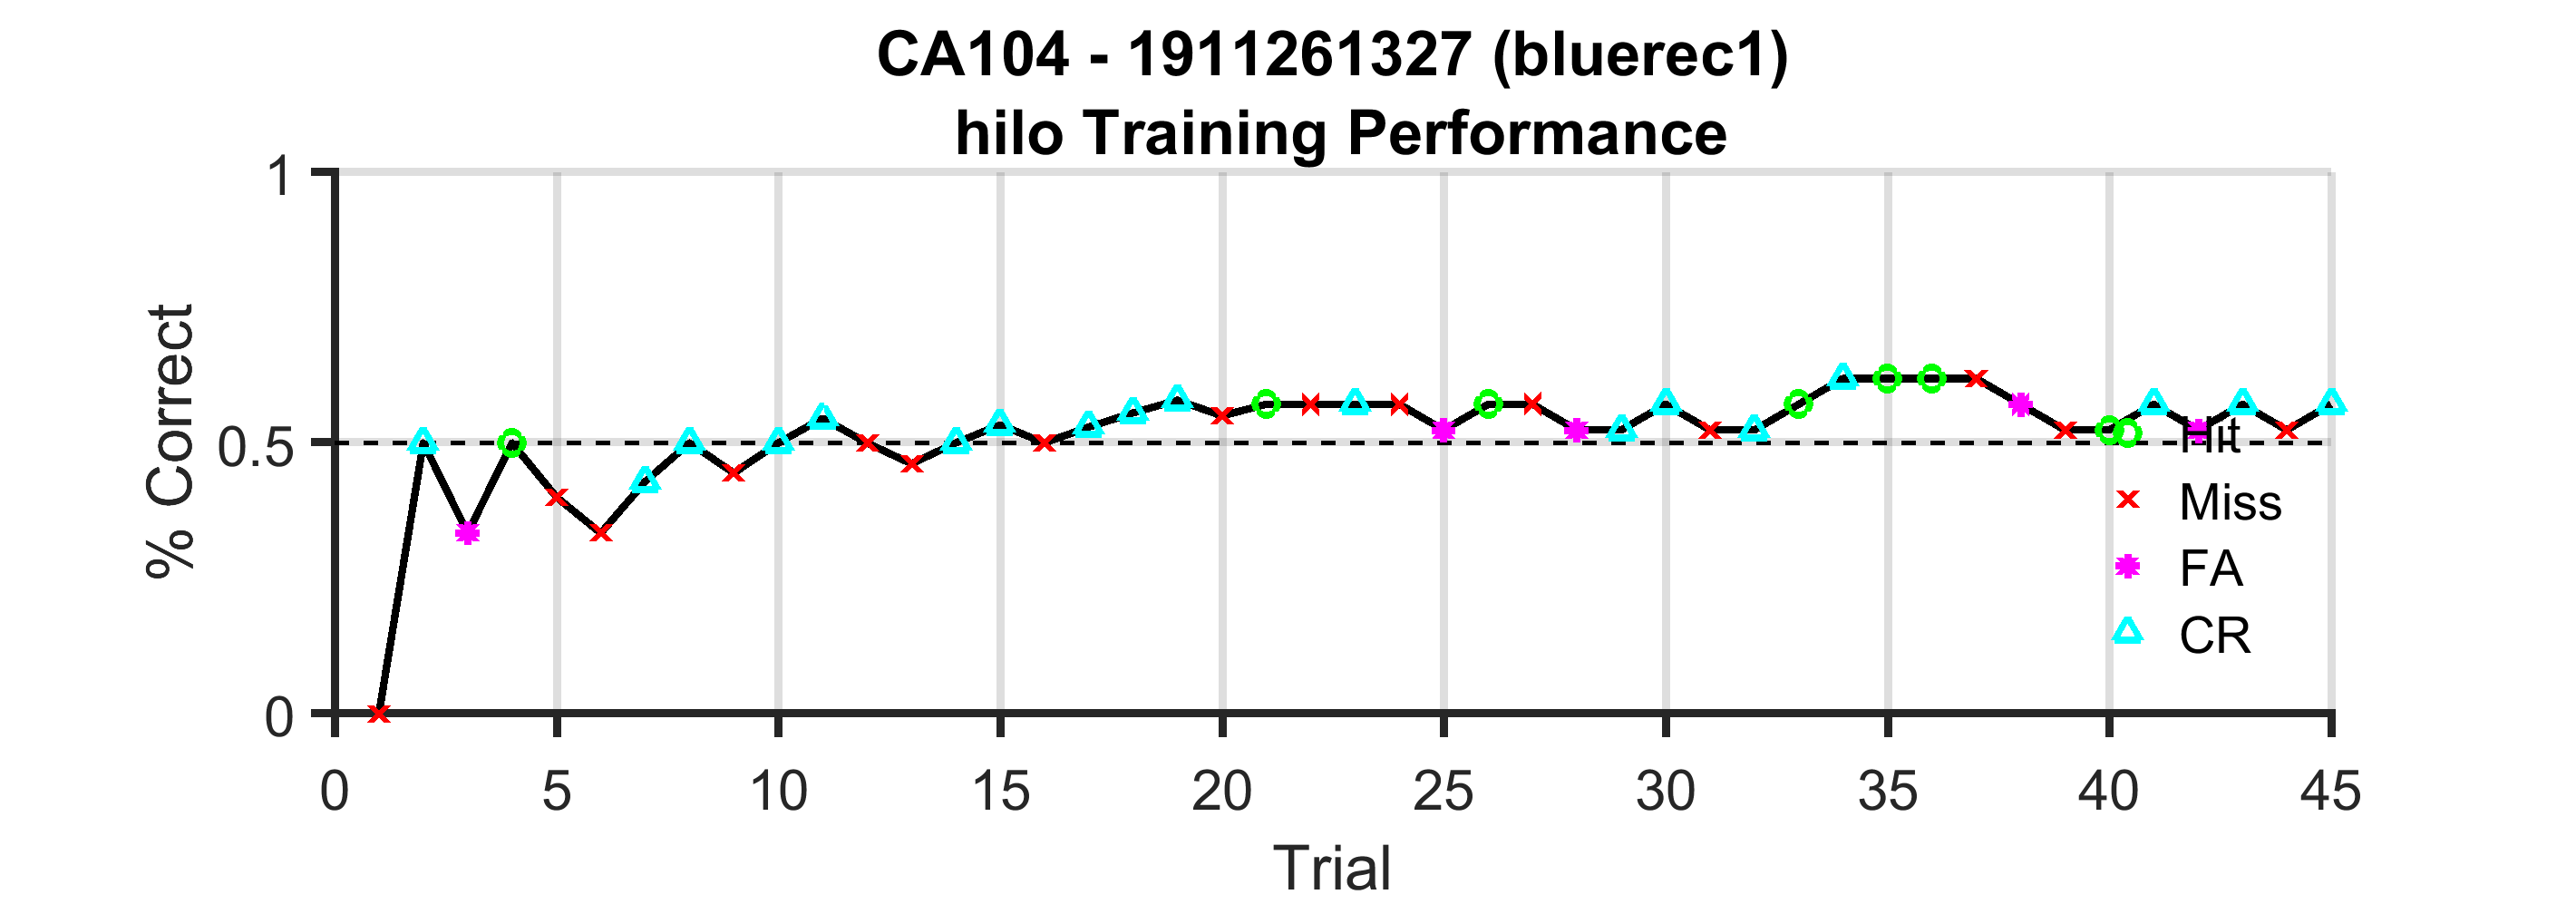 CA104 - 1911261327 (bluerec1)
hilo Training Performance
1
0.5
0
% Correct
0 5 10 15 20 25 30 35 40 45
Trial
Hit
Miss
FA
CR